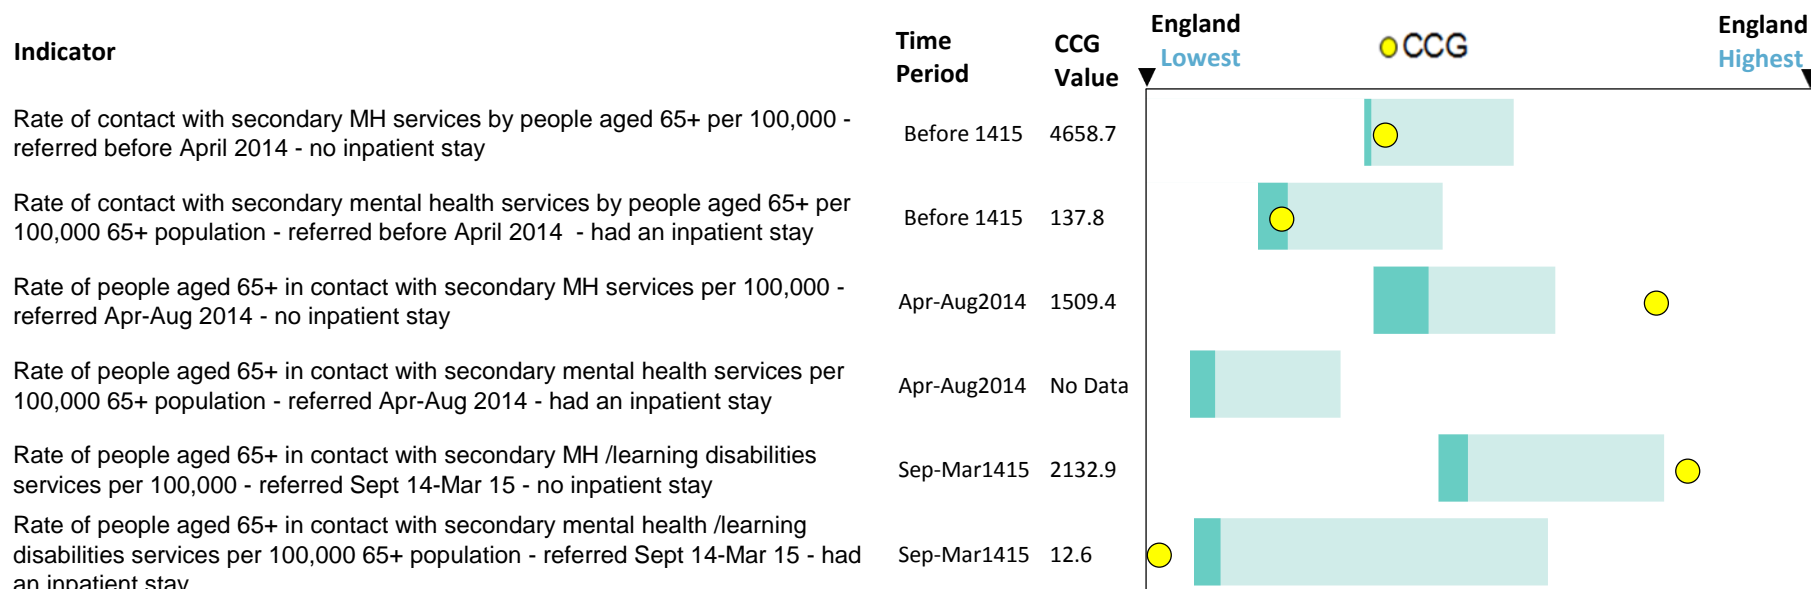 Indicator
Time Period
CCG Value
England Lowest
CCG
England Highest
Rate of contact with secondary MH services by people aged 65+ per 100,000 -
referred before April 2014 - no inpatient stay
Before 1415 4658.7
Rate of contact with secondary mental health services by people aged 65+ per
100,000 65+ population - referred before April 2014 - had an inpatient stay
Before 1415 137.8
Rate of people aged 65+ in contact with secondary MH services per 100,000 -
referred Apr-Aug 2014 - no inpatient stay
Apr-Aug2014 1509.4
Rate of people aged 65+ in contact with secondary mental health services per
100,000 65+ population - referred Apr-Aug 2014 - had an inpatient stay
Apr-Aug2014 No Data
Rate of people aged 65+ in contact with secondary MH /learning disabilities
services per 100,000 - referred Sept 14-Mar 15 - no inpatient stay
Sep-Mar1415 2132.9
Rate of people aged 65+ in contact with secondary mental health /learning
disabilities services per 100,000 65+ population - referred Sept 14-Mar 15 - had
an inpatient stay
Sep-Mar1415 12.6